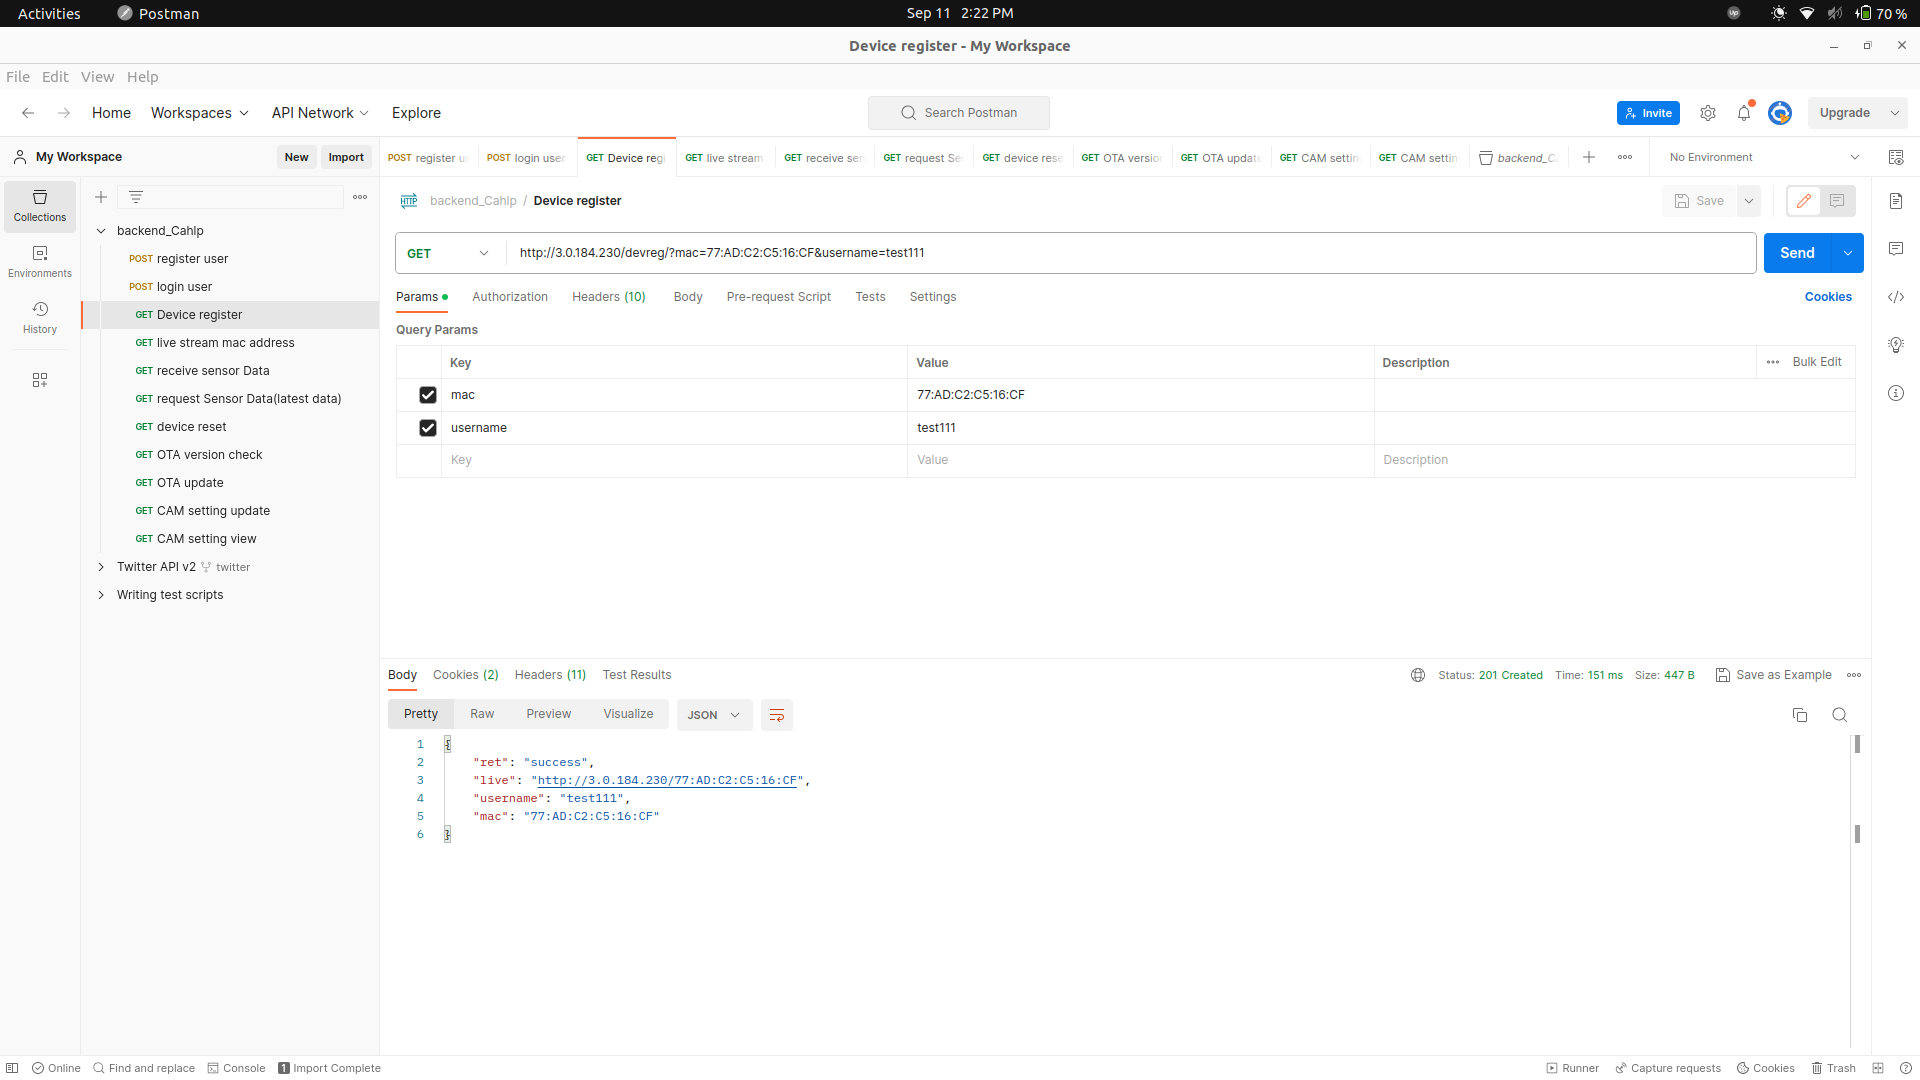 Activities Postman Sep 11 2:22 PM 70 %
Device register - My Workspace
File Edit View Help
Home Workspaces API Network Explore Search Postman Invite Upgrade
My Workspace New Import POST register u POST login user GET Device reg GET live stream GET receive sen GET request Se GET device rese GET OTA versio GET OTA update GET CAM settin GET CAM settin backend_C No Environment
Collections
Environments
History
backend_Cahlp
POST register user
POST login user
GET Device register
GET live stream mac address
GET receive sensor Data
GET request Sensor Data(latest data)
GET device reset
GET OTA version check
GET OTA update
GET CAM setting update
GET CAM setting view
Twitter API v2 twitter
Writing test scripts
HTTP backend_Cahlp / Device register Save
GET http://3.0.184.230/devreg/?mac=77:AD:C2:C5:16:CF&username=test111 Send
Params Authorization Headers (10) Body Pre-request Script Tests Settings Cookies
Query Params
Key Value Description Bulk Edit
mac 77:AD:C2:C5:16:CF
username test111
Key Value Description
Body Cookies (2) Headers (11) Test Results Status: 201 Created Time: 151 ms Size: 447 B Save as Example
Pretty Raw Preview Visualize JSON
1 {
2 "ret": "success",
3 "live": "http://3.0.184.230/77:AD:C2:C5:16:CF",
4 "username": "test111",
5 "mac": "77:AD:C2:C5:16:CF"
6 }
Online Find and replace Console 1 Import Complete Runner Capture requests Cookies Trash